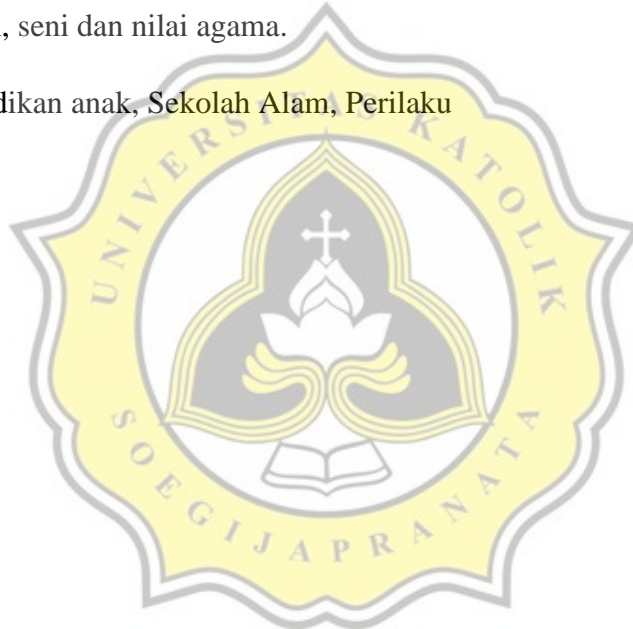 , seni dan nilai agama.
dikan anak, Sekolah Alam, Perilaku
UNIVERSITAS KATOLIK
SOEGIJAPRANATA